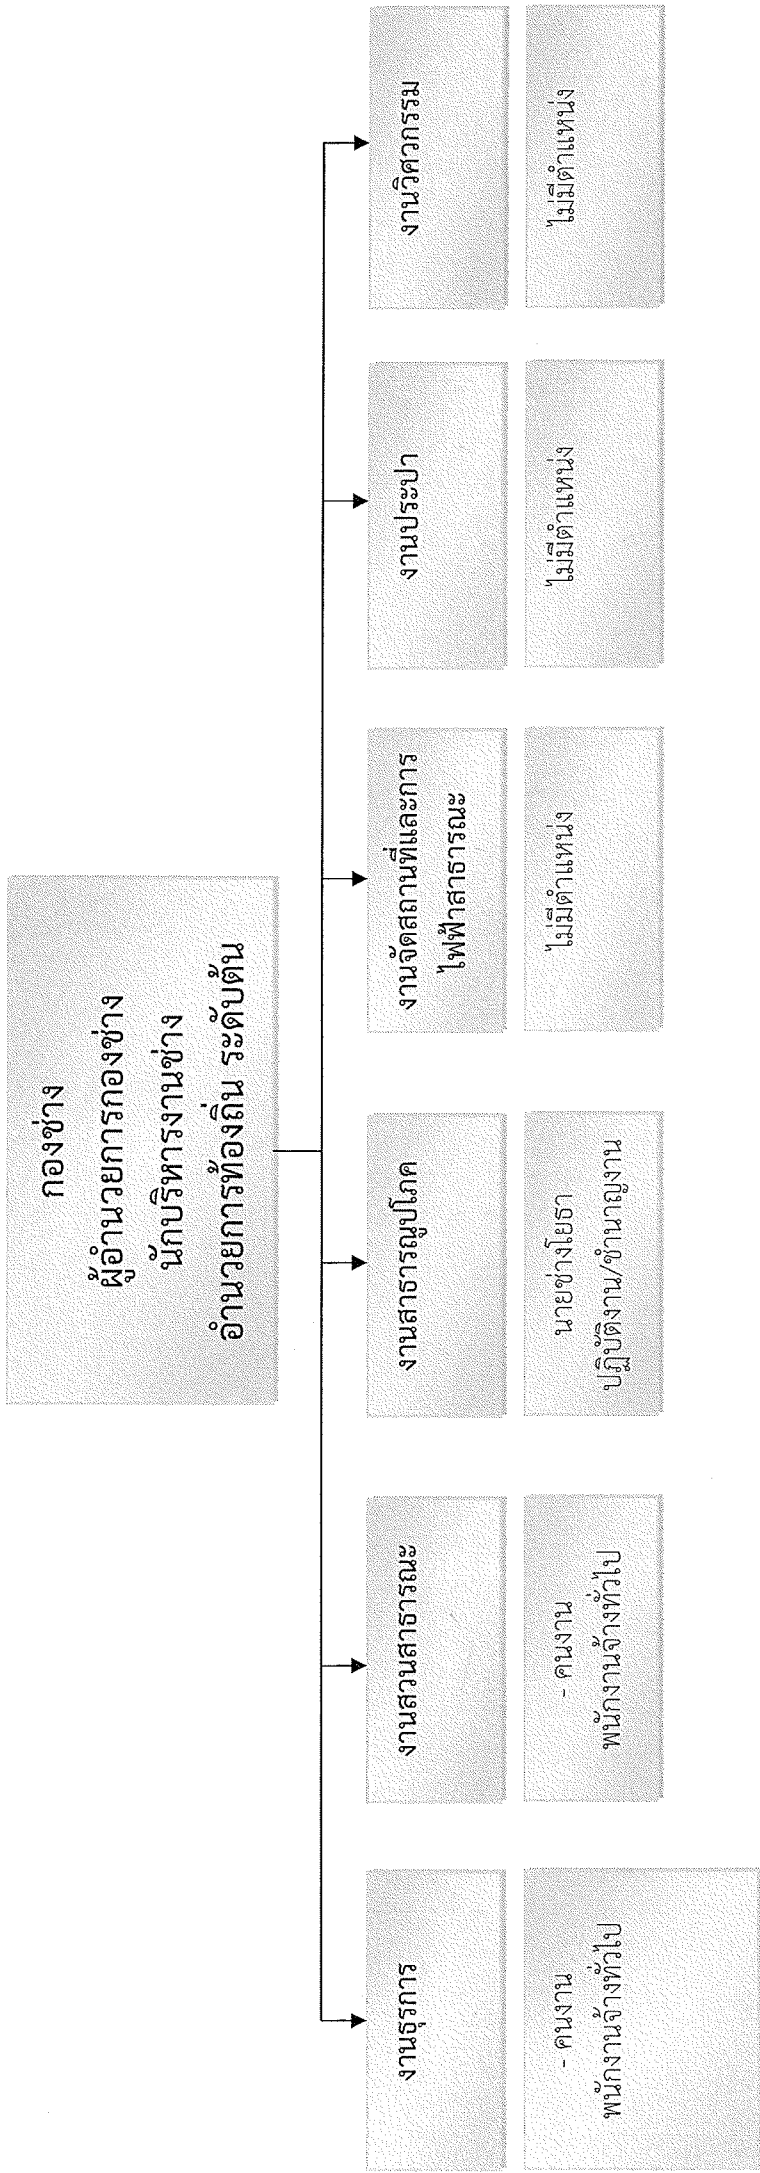 กองช่าง
ผู้อำนวยการกองช่าง
นักบริหารงานช่าง
อำนวยการท้องถิ่น ระดับต้น
งานธุรการ
- คนงาน
พนักงานจ้างทั่วไป
งานสวนสาธารณะ
- คนงาน
พนักงานจ้างทั่วไป
งานสาธารณูปโภค
นายช่างโยธา
ปฏิบัติงาน/ชำนาญงาน
งานจัดสถานที่และการ
ไฟฟ้าสาธารณะ
ไม่มีตำแหน่ง
งานประปา
ไม่มีตำแหน่ง
งานวิศวกรรม
ไม่มีตำแหน่ง